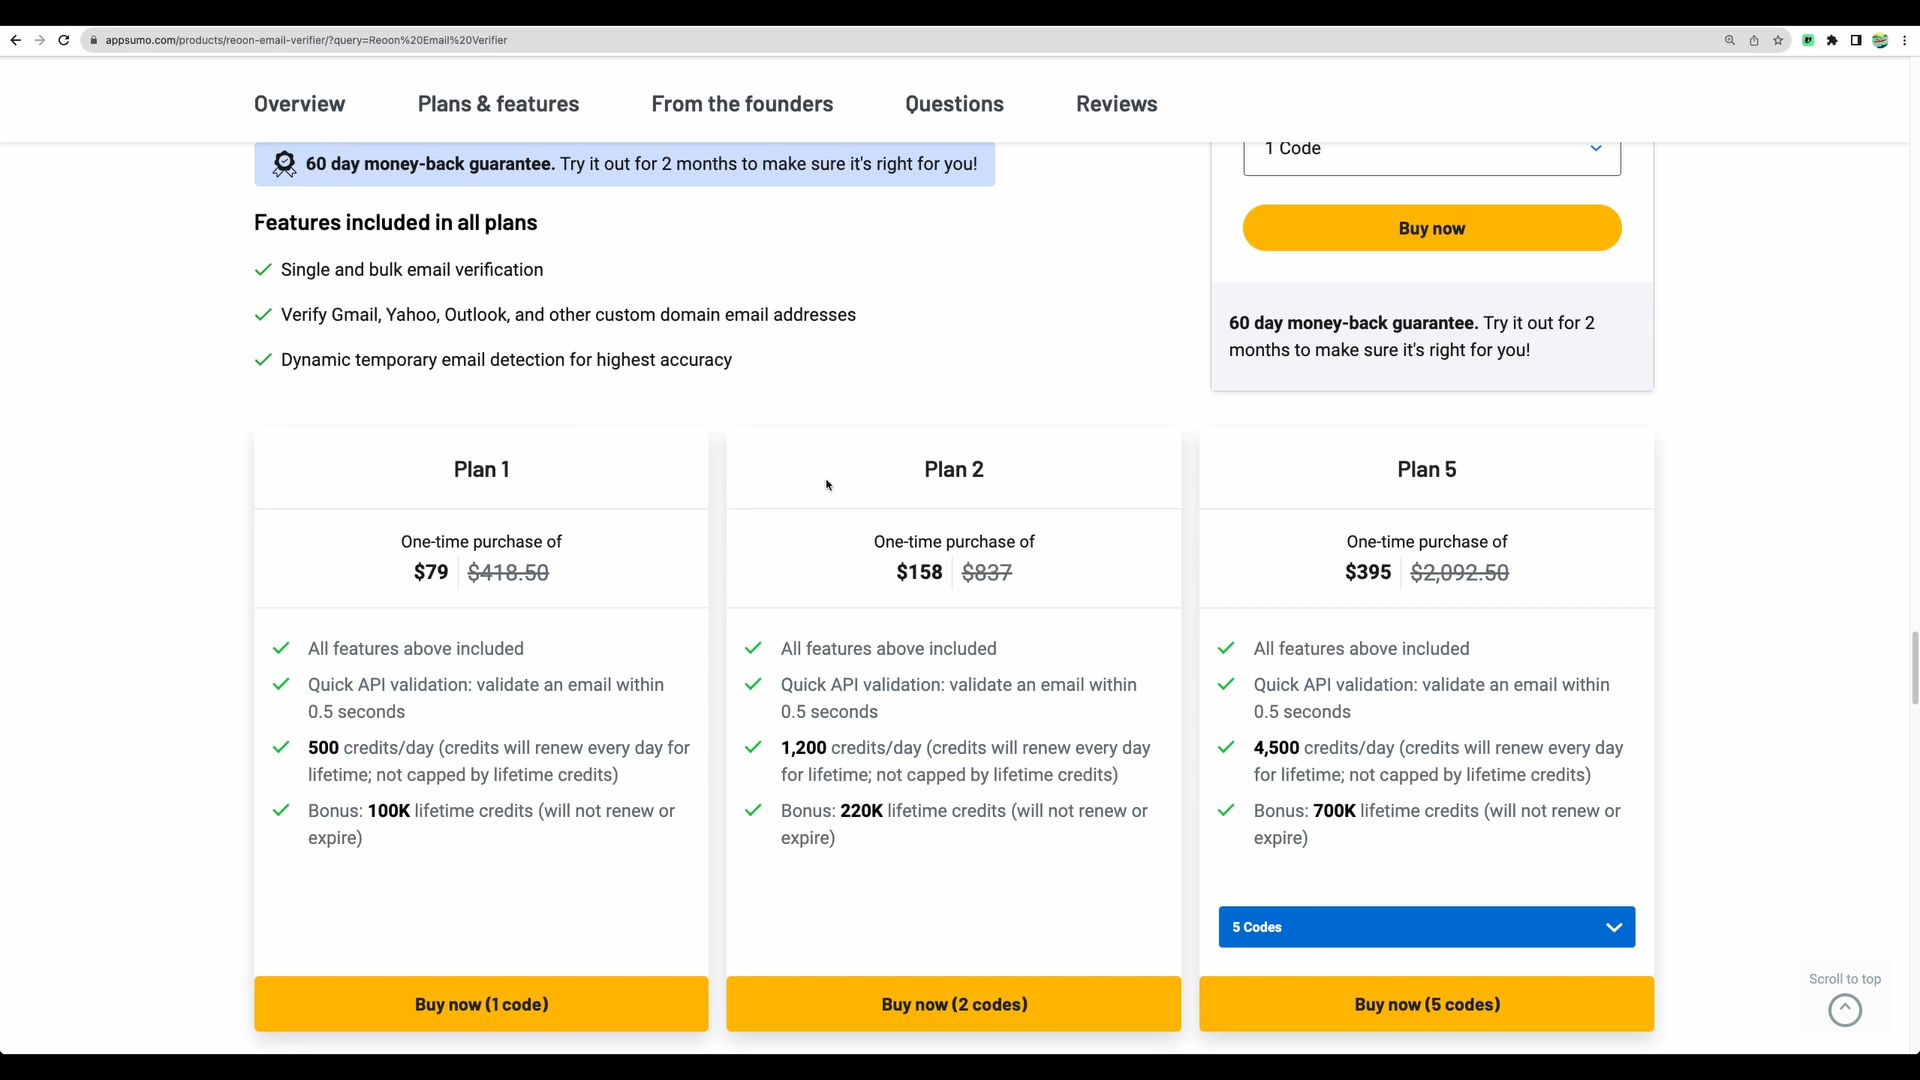 appsumo.com/products/reoon-email-verifier/?query=Reoon%20Email%20Verifier
Overview
Plans & features
From the founders
Questions
Reviews
60 day money-back guarantee. Try it out for 2 months to make sure it's right for you!
1 Code
Buy now
60 day money-back guarantee. Try it out for 2
months to make sure it's right for you!
Features included in all plans
Single and bulk email verification
Verify Gmail, Yahoo, Outlook, and other custom domain email addresses
Dynamic temporary email detection for highest accuracy
Plan 1
One-time purchase of
$79 $418.50
All features above included
Quick API validation: validate an email within
0.5 seconds
500 credits/day (credits will renew every day for
lifetime; not capped by lifetime credits)
Bonus: 100K lifetime credits (will not renew or
expire)
Buy now (1 code)
Plan 2
One-time purchase of
$158 $837
All features above included
Quick API validation: validate an email within
0.5 seconds
1,200 credits/day (credits will renew every day
for lifetime; not capped by lifetime credits)
Bonus: 220K lifetime credits (will not renew or
expire)
Buy now (2 codes)
Plan 5
One-time purchase of
$395 $2,092.50
All features above included
Quick API validation: validate an email within
0.5 seconds
4,500 credits/day (credits will renew every day
for lifetime; not capped by lifetime credits)
Bonus: 700K lifetime credits (will not renew or
expire)
5 Codes
Buy now (5 codes)
Scroll to top